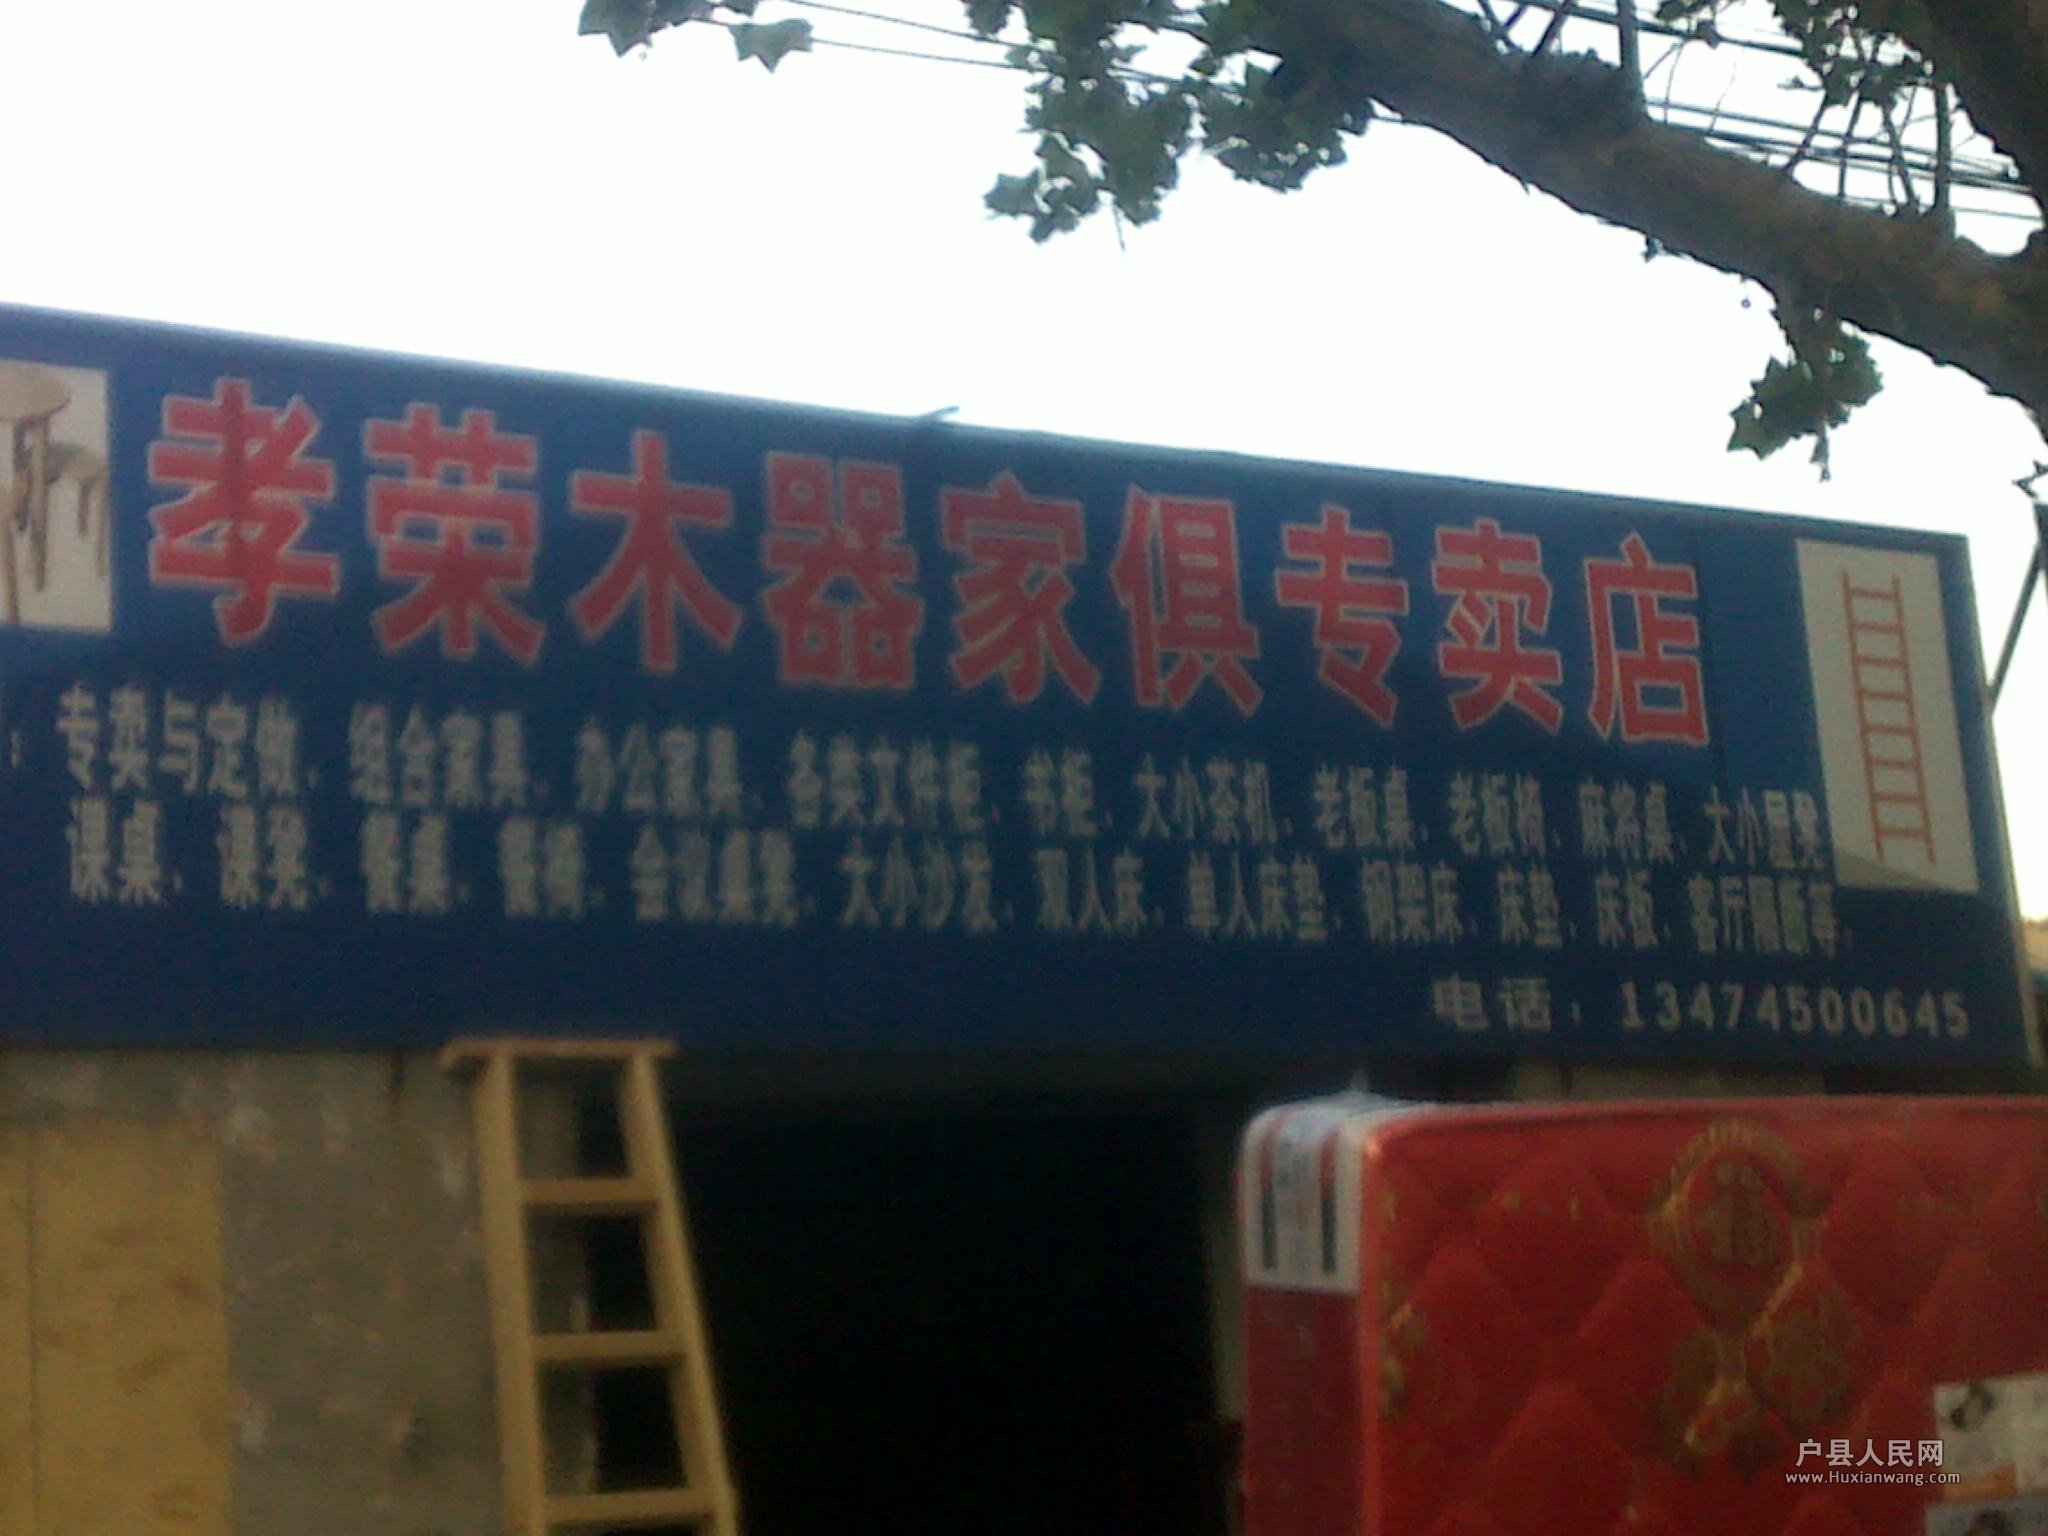 孝荣木器家俱专卖店
：专卖与定做、组合家具、办公家具、各类文件柜、书柜、大小茶机、老板桌、老板椅、麻将桌、大小凳
课桌、课凳、餐桌、餐椅、会议桌凳、大小沙发、双人床、单人床垫、钢架床、床垫、床板、客厅隔断等；
电话：13474500645
户县人民网
www.Huxianwang.com